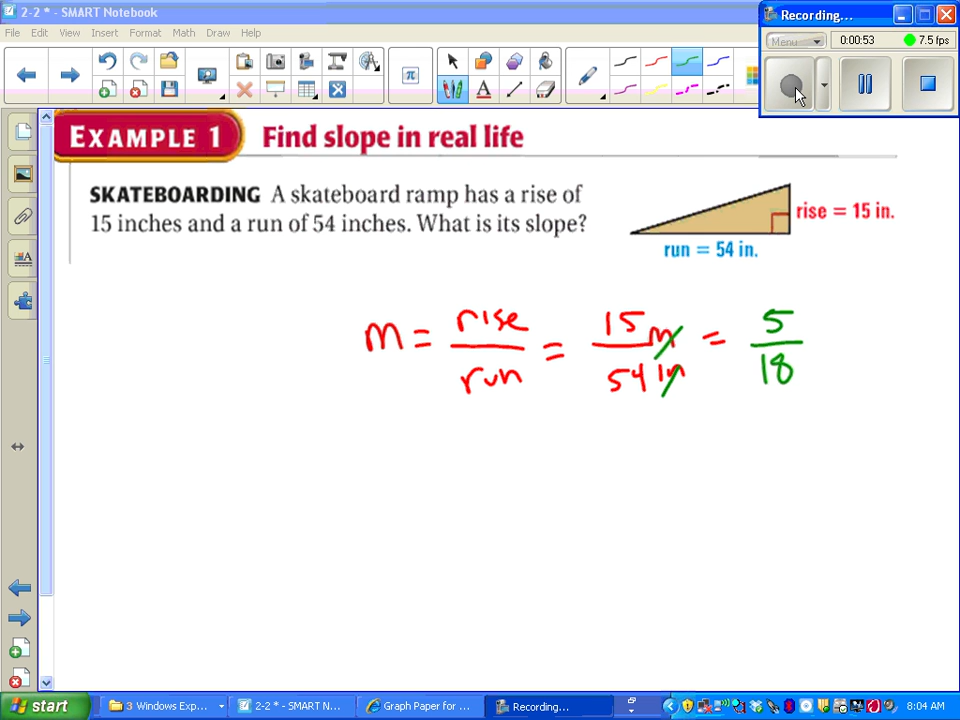 2-2 * - SMART Notebook
Recording...
File Edit View Insert Format Math Draw Help
Menu 0:00:53 7.5 fps
EXAMPLE 1 Find slope in real life
SKATEBOARDING A skateboard ramp has a rise of
15 inches and a run of 54 inches. What is its slope?
rise = 15 in.
run = 54 in.
m = rise/run = 15 in/54 in = 5/18
start 3 Windows Exp... 2-2 * - SMART N... Graph Paper for ... Recording... 8:04 AM